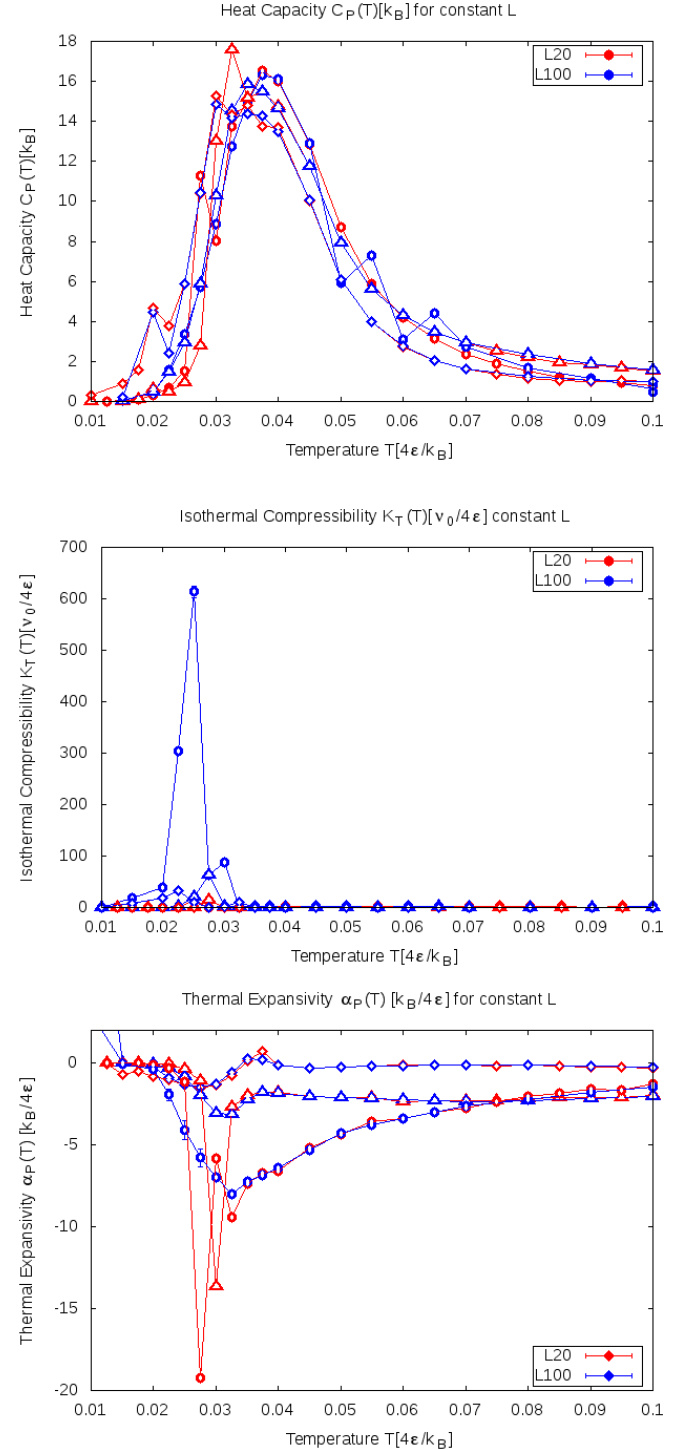 Heat Capacity C_P(T)[k_B] for constant L
18
16
14
12
10
8
6
4
2
0
Heat Capacity C_P(T)[k_B]
L20
L100
0.01 0.02 0.03 0.04 0.05 0.06 0.07 0.08 0.09 0.1
Temperature T[4ε/k_B]
Isothermal Compressibility K_T(T)[ν_0/4ε] constant L
700
600
500
400
300
200
100
0
Isothermal Compressibility K_T(T)[ν_0/4ε]
L20
L100
0.01 0.02 0.03 0.04 0.05 0.06 0.07 0.08 0.09 0.1
Temperature T[4ε/k_B]
Thermal Expansivity α_P(T) [k_B/4ε] for constant L
0
-5
-10
-15
-20
Thermal Expansivity α_P(T) [k_B/4ε]
L20
L100
0.01 0.02 0.03 0.04 0.05 0.06 0.07 0.08 0.09 0.1
Temperature T[4ε/k_B]